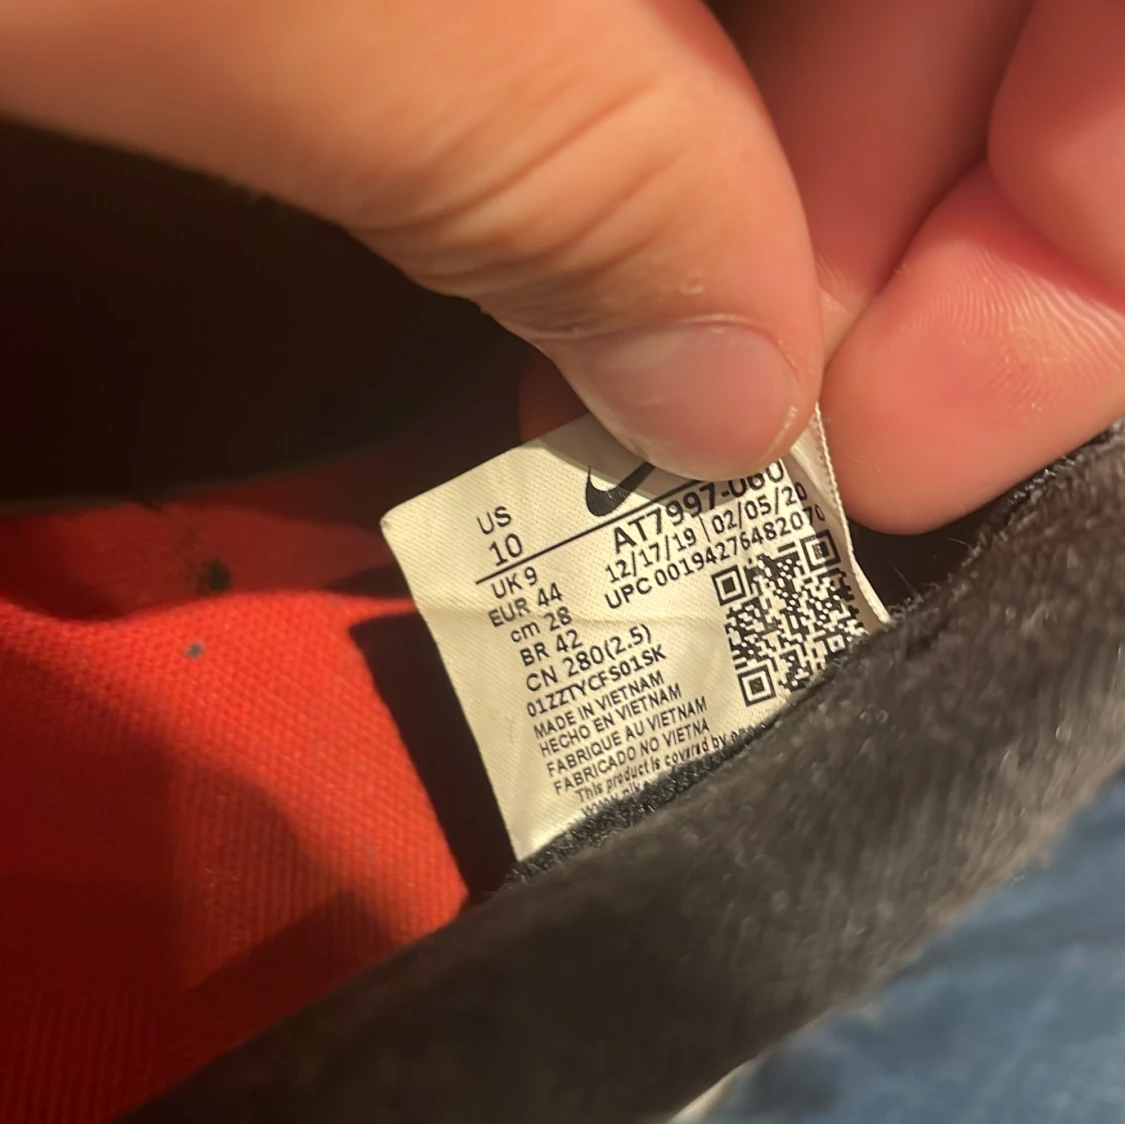 US
10
UK 9
EUR 44
cm 28
BR 42
CN 280(2.5)
01ZZTYCFS01SK
MADE IN VIETNAM
HECHO EN VIETNAM
FABRIQUE AU VIETNAM
FABRICADO NO VIETNA
This product is covered by
AT7997-060
12/17/19 | 02/05/20
UPC 00194276482070